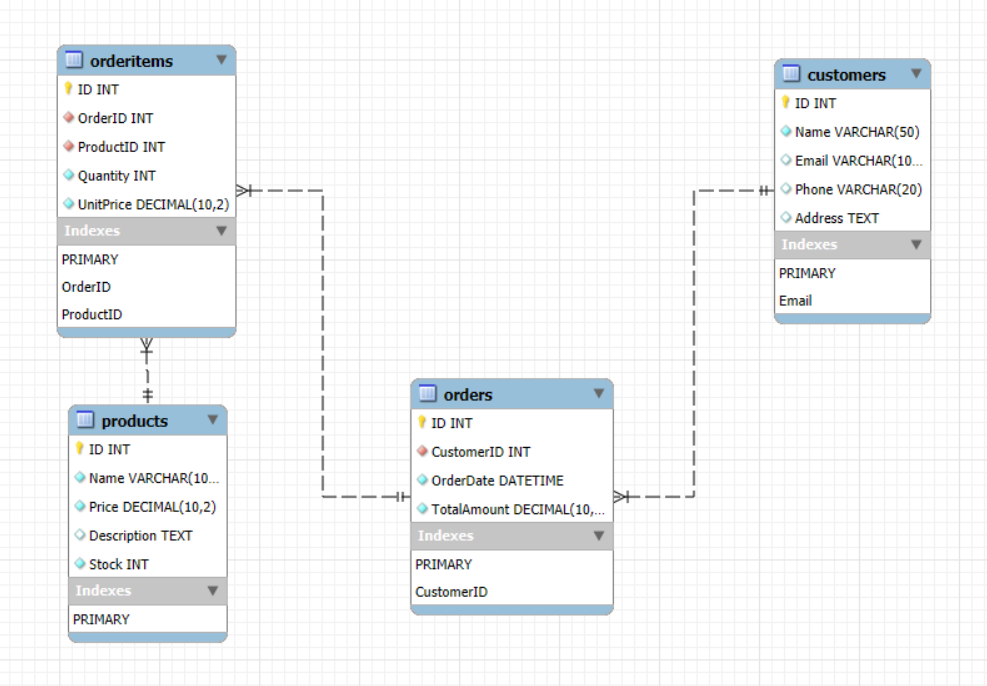 orderitems
ID INT
OrderID INT
ProductID INT
Quantity INT
UnitPrice DECIMAL(10,2)
Indexes
PRIMARY
OrderID
ProductID
customers
ID INT
Name VARCHAR(50)
Email VARCHAR(10...
Phone VARCHAR(20)
Address TEXT
Indexes
PRIMARY
Email
products
ID INT
Name VARCHAR(10...
Price DECIMAL(10,2)
Description TEXT
Stock INT
Indexes
PRIMARY
orders
ID INT
CustomerID INT
OrderDate DATETIME
TotalAmount DECIMAL(10,...
Indexes
PRIMARY
CustomerID